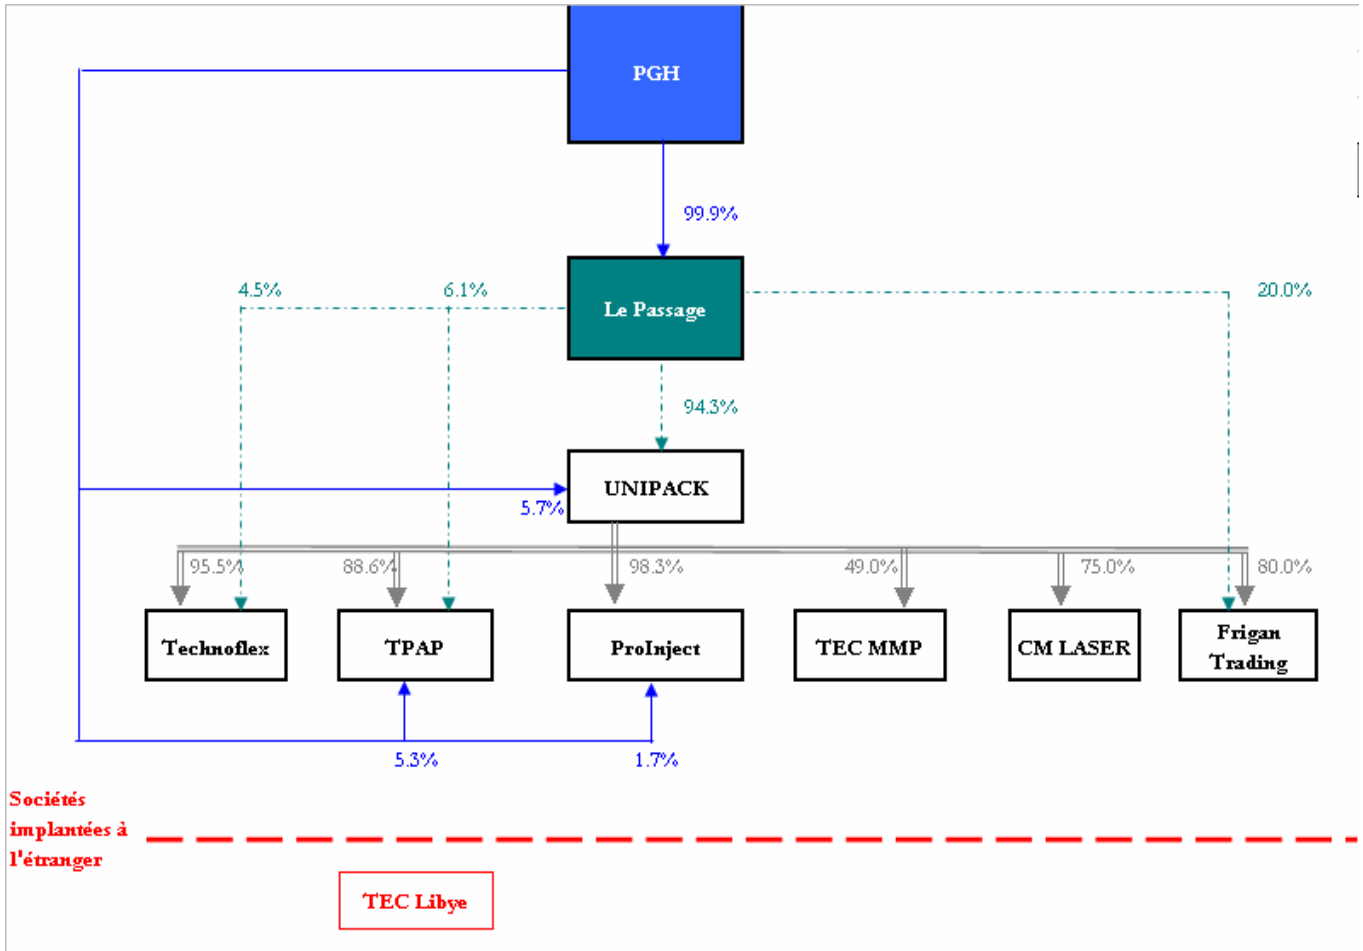 PGH
99.9%
4.5%
6.1%
Le Passage
20.0%
94.3%
UNIPACK
5.7%
95.5%
88.6%
98.3%
49.0%
75.0%
80.0%
Technoflex
TPAP
ProInject
TEC MMP
CM LASER
Frigan
Trading
5.3%
1.7%
Sociétés
implantées à
l'étranger
TEC Libye